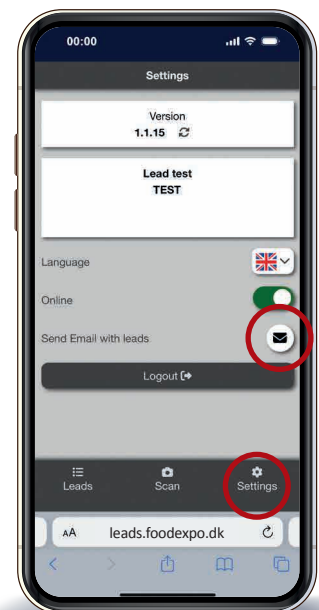 00:00
Settings
Version
1.1.15
Lead test
TEST
Language
Online
Send Email with leads
Logout
Leads
Scan
Settings
AA
leads.foodexpo.dk